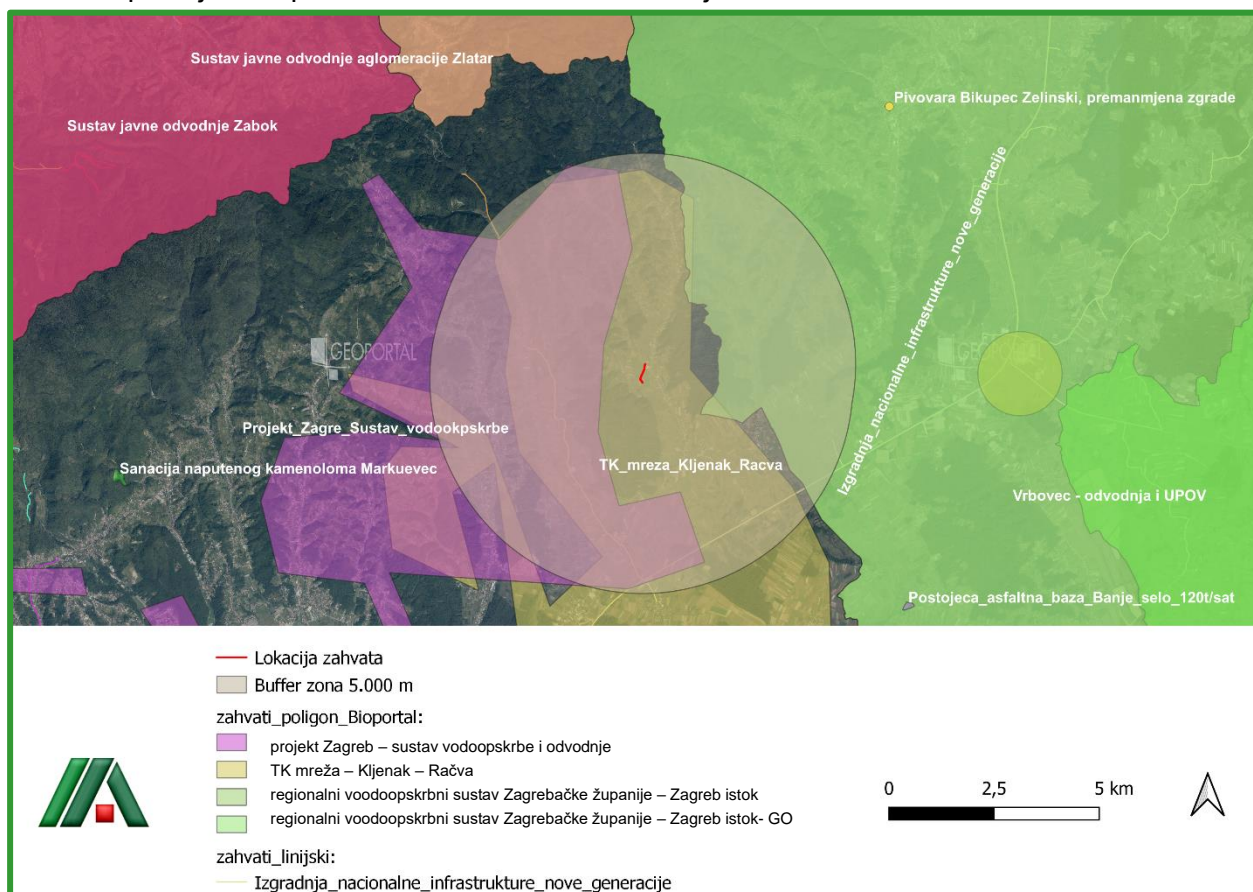 Sustav javne odvodnje aglomeracije Zlatar
Pivovara Bikupec Zelinski, premanmjena zgrade
Sustav javne odvodnje Zabok
Izgradnja_nacionalne_infrastrukture_nove_generacije
GEOPORTAL
Projekt_Zagre_Sustav_vodookpskrbe
Sanacija naputenog kamenoloma Markuevec
TK_mreza_Kljenak_Racva
Vrbovec - odvodnja i UPOV
Postojeca_asfaltna_baza_Banje_selo_120t/sat
Lokacija zahvata
Buffer zona 5.000 m
zahvati_poligon_Bioportal:
projekt Zagreb – sustav vodoopskrbe i odvodnje
TK mreža – Kljenak – Račva
regionalni voodoopskrbni sustav Zagrebačke županije – Zagreb istok
regionalni voodoopskrbni sustav Zagrebačke županije – Zagreb istok- GO
zahvati_linijski:
Izgradnja_nacionalne_infrastrukture_nove_generacije
0 2,5 5 km